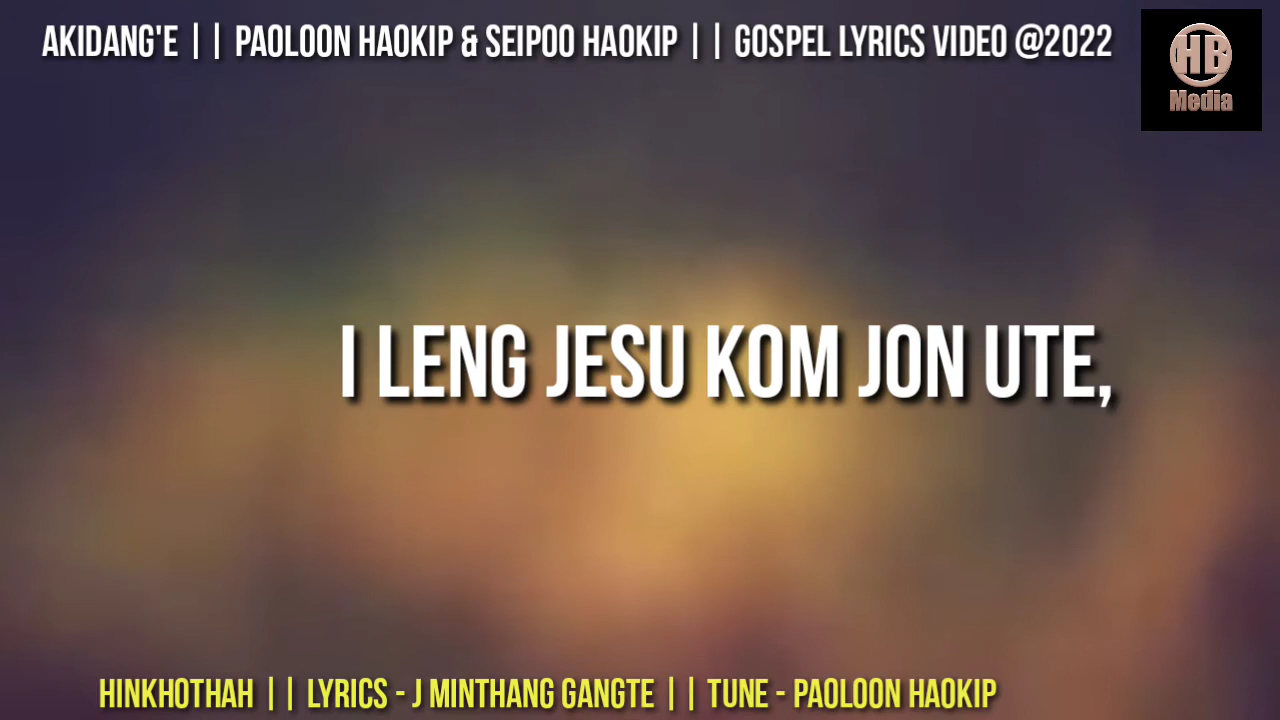 AKIDANG'E || PAOLOON HAOKIP & SEIPOO HAOKIP || GOSPEL LYRICS VIDEO @2022
HB
Media
I LENG JESU KOM JON UTE,
HINKHOTHAH || LYRICS - J MINTHANG GANGTE || TUNE - PAOLOON HAOKIP